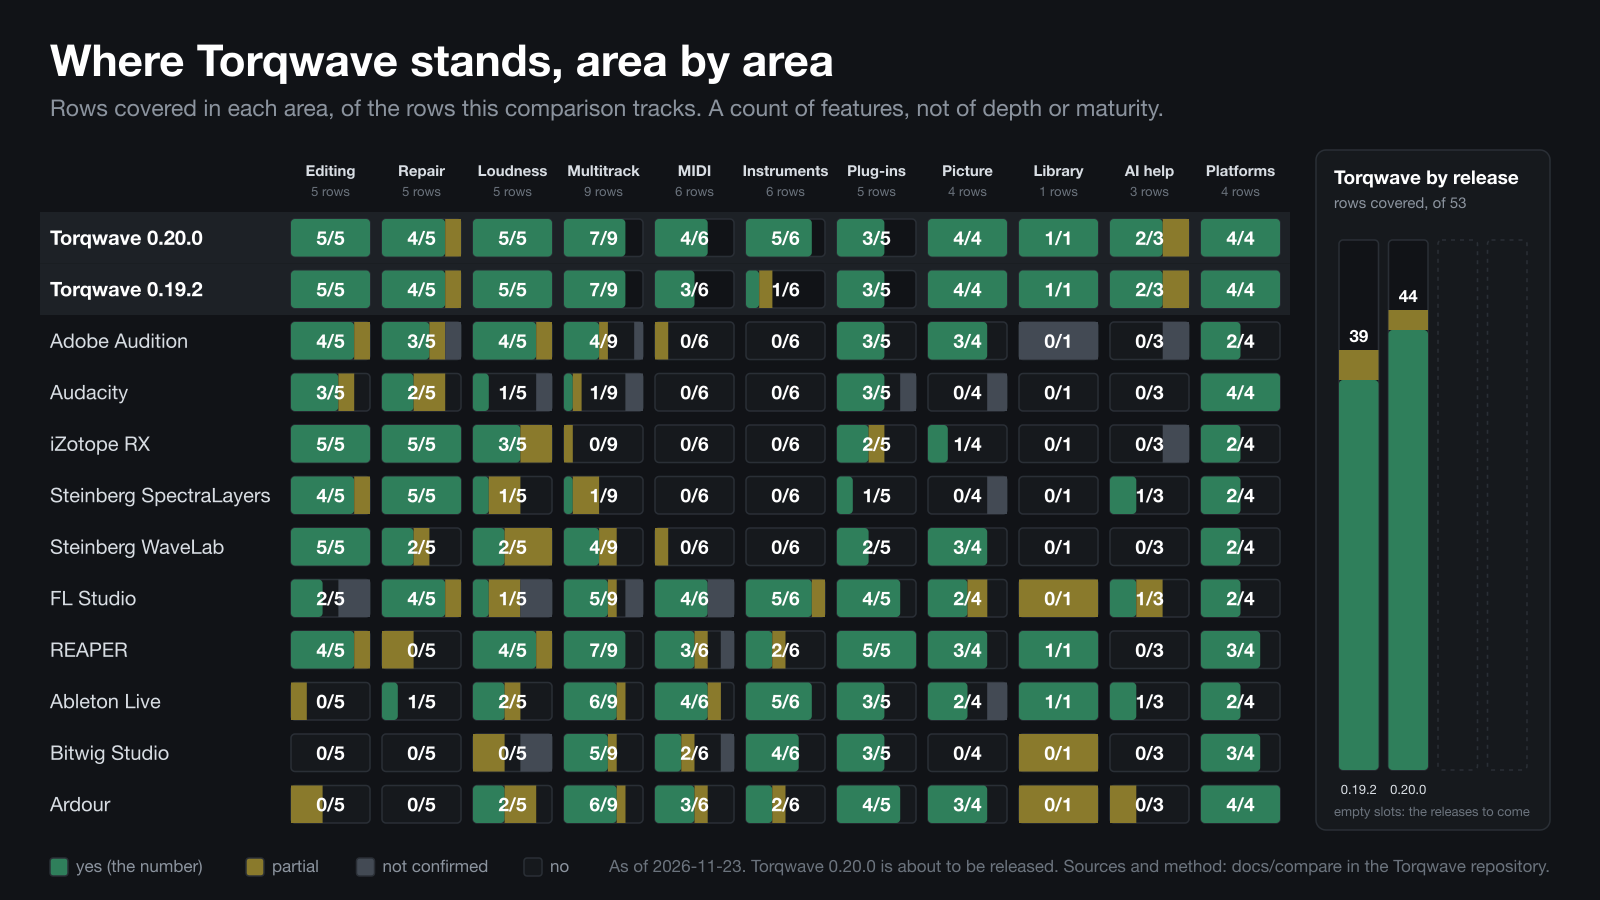 Where Torqwave stands, area by area
Rows covered in each area, of the rows this comparison tracks. A count of features, not of depth or maturity.
Editing Repair Loudness Multitrack MIDI Instruments Plug-ins Picture Library AI help Platforms
5 rows 5 rows 5 rows 9 rows 6 rows 6 rows 5 rows 4 rows 1 rows 3 rows 4 rows
Torqwave 0.20.0 5/5 4/5 5/5 7/9 4/6 5/6 3/5 4/4 1/1 2/3 4/4
Torqwave 0.19.2 5/5 4/5 5/5 7/9 3/6 1/6 3/5 4/4 1/1 2/3 4/4
Adobe Audition 4/5 3/5 4/5 4/9 0/6 0/6 3/5 3/4 0/1 0/3 2/4
Audacity 3/5 2/5 1/5 1/9 0/6 0/6 3/5 0/4 0/1 0/3 4/4
iZotope RX 5/5 5/5 3/5 0/9 0/6 0/6 2/5 1/4 0/1 0/3 2/4
Steinberg SpectraLayers 4/5 5/5 1/5 1/9 0/6 0/6 1/5 0/4 0/1 1/3 2/4
Steinberg WaveLab 5/5 2/5 2/5 4/9 0/6 0/6 2/5 3/4 0/1 0/3 2/4
FL Studio 2/5 4/5 1/5 5/9 4/6 5/6 4/5 2/4 0/1 1/3 2/4
REAPER 4/5 0/5 4/5 7/9 3/6 2/6 5/5 3/4 1/1 0/3 3/4
Ableton Live 0/5 1/5 2/5 6/9 4/6 5/6 3/5 2/4 1/1 1/3 2/4
Bitwig Studio 0/5 0/5 0/5 5/9 2/6 4/6 3/5 0/4 0/1 0/3 3/4
Ardour 0/5 0/5 2/5 6/9 3/6 2/6 4/5 3/4 0/1 0/3 4/4
Torqwave by release
rows covered, of 53
44
39
0.19.2 0.20.0
empty slots: the releases to come
yes (the number) partial not confirmed no
As of 2026-11-23. Torqwave 0.20.0 is about to be released. Sources and method: docs/compare in the Torqwave repository.